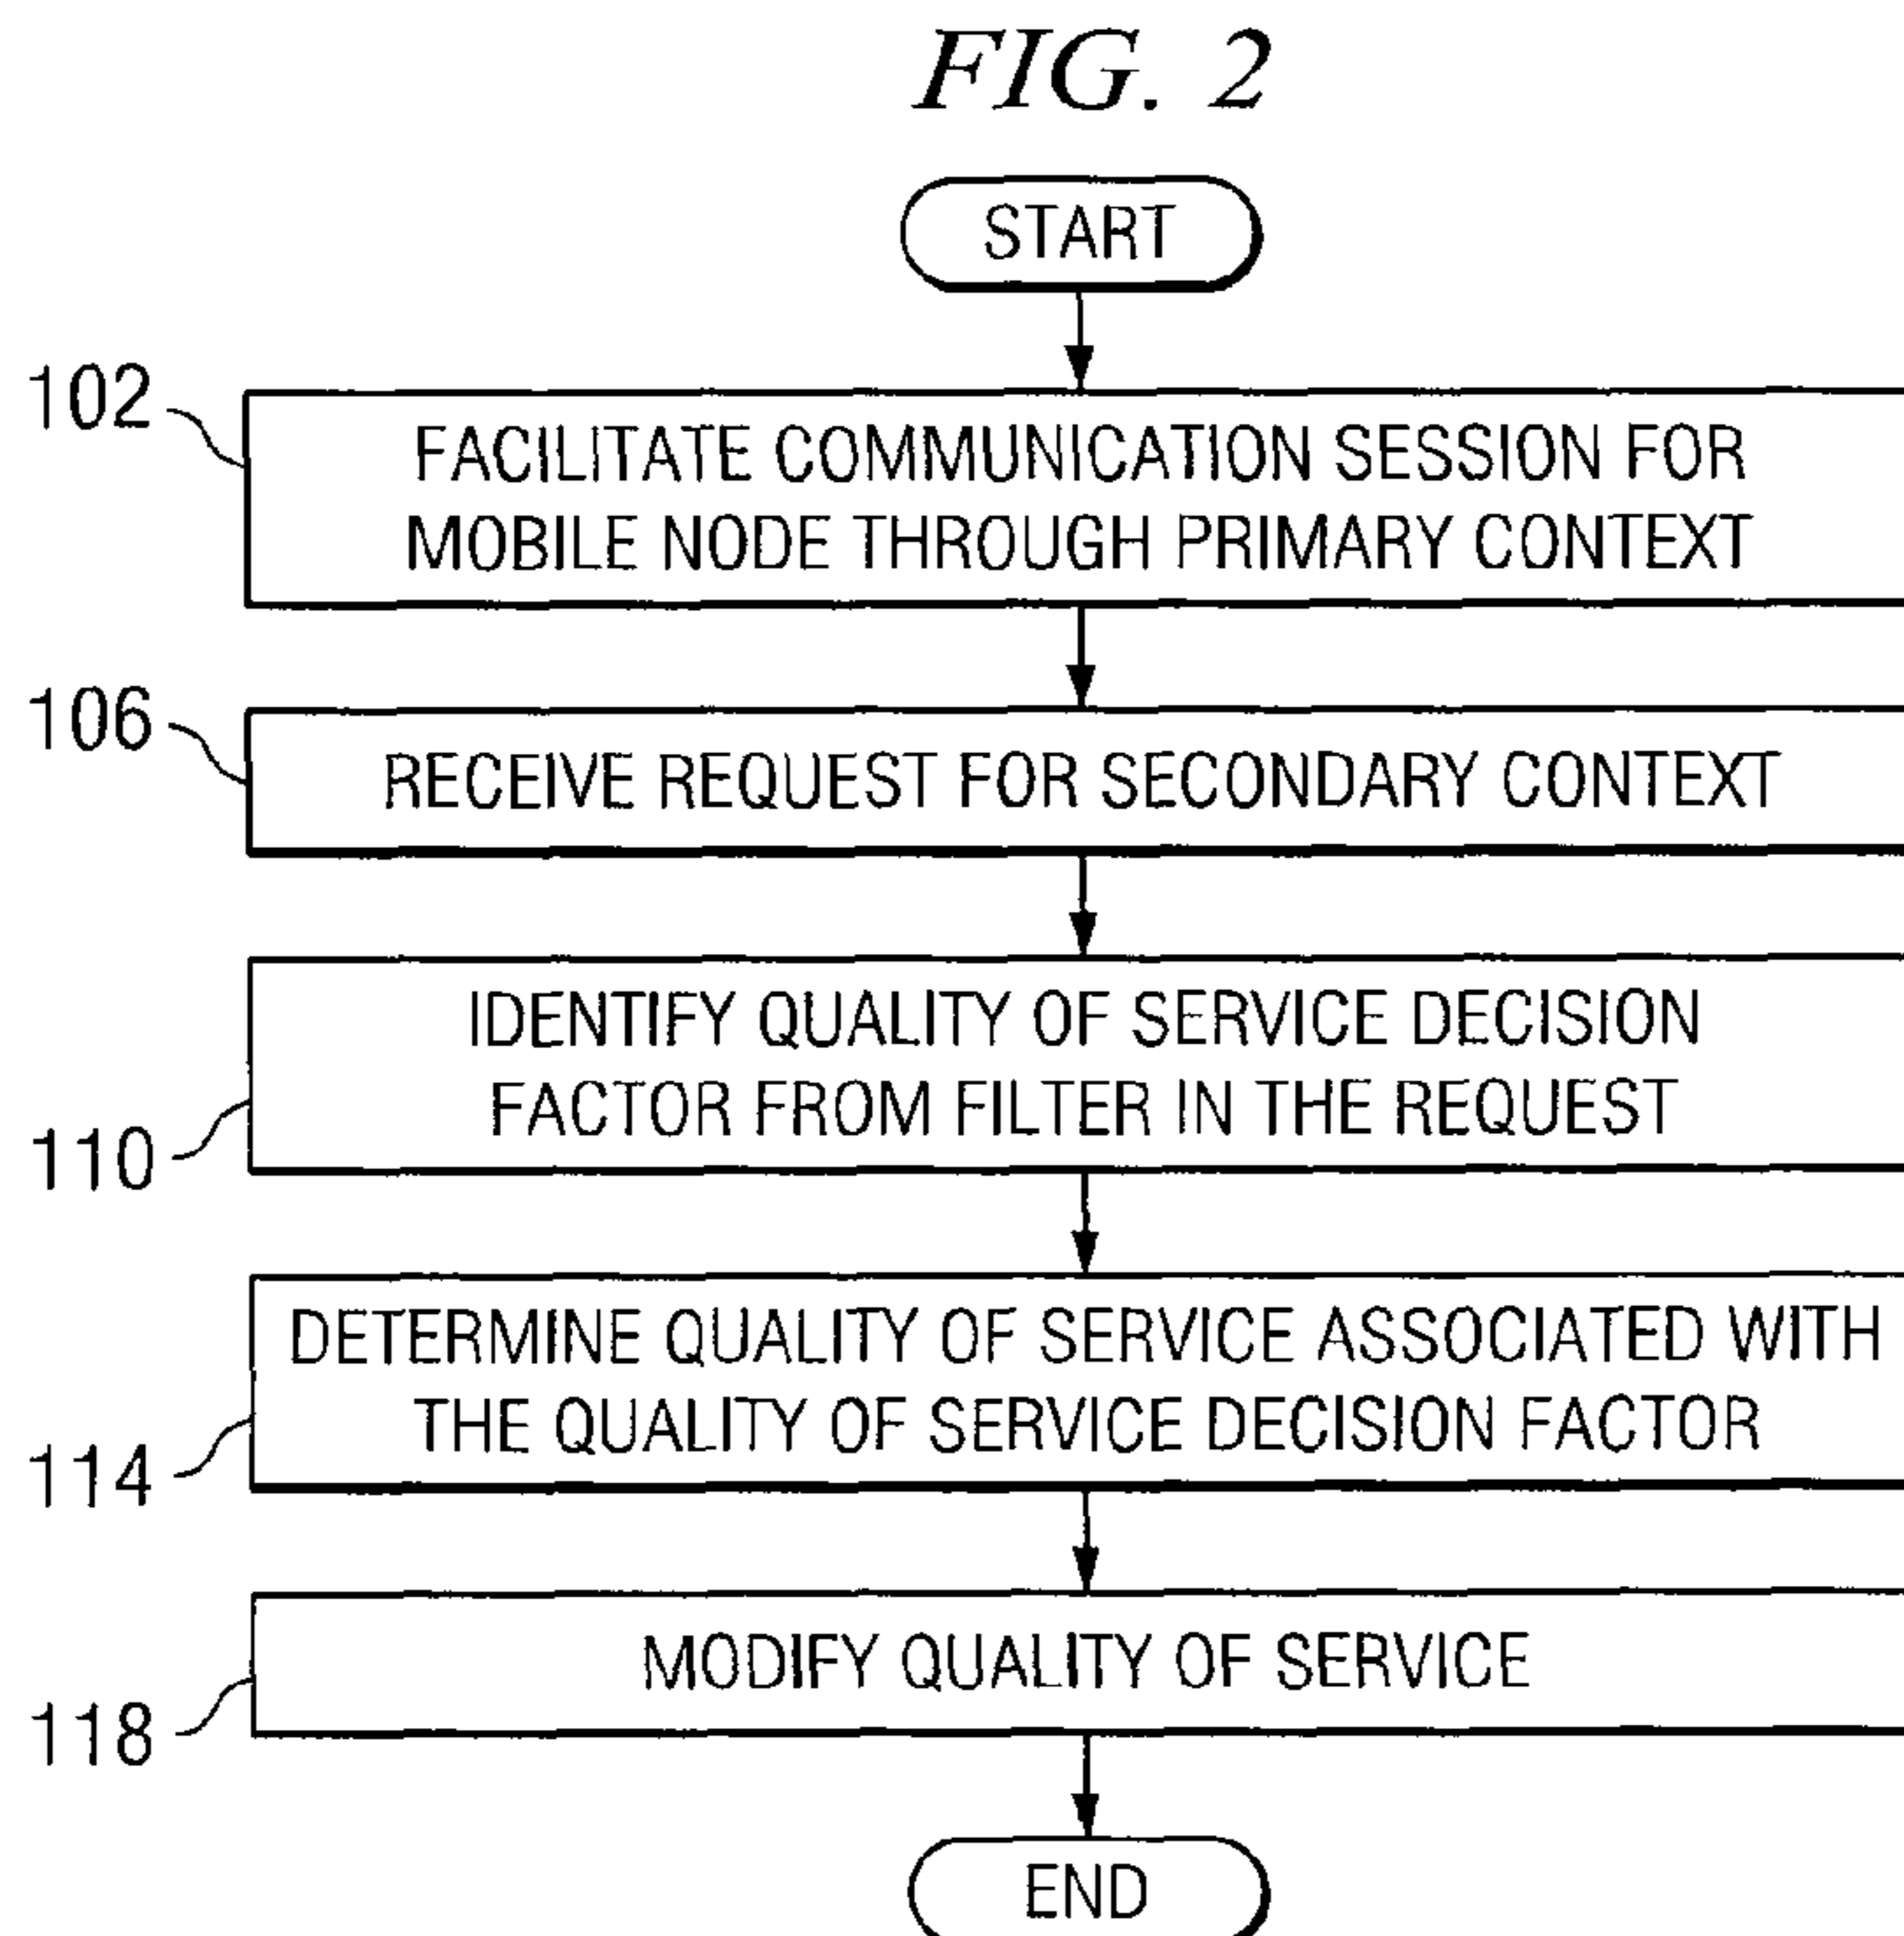 FIG. 2
START
102
FACILITATE COMMUNICATION SESSION FOR
MOBILE NODE THROUGH PRIMARY CONTEXT
106
RECEIVE REQUEST FOR SECONDARY CONTEXT
IDENTIFY QUALITY OF SERVICE DECISION
FACTOR FROM FILTER IN THE REQUEST
110
DETERMINE QUALITY OF SERVICE ASSOCIATED WITH
THE QUALITY OF SERVICE DECISION FACTOR
114
MODIFY QUALITY OF SERVICE
118
END